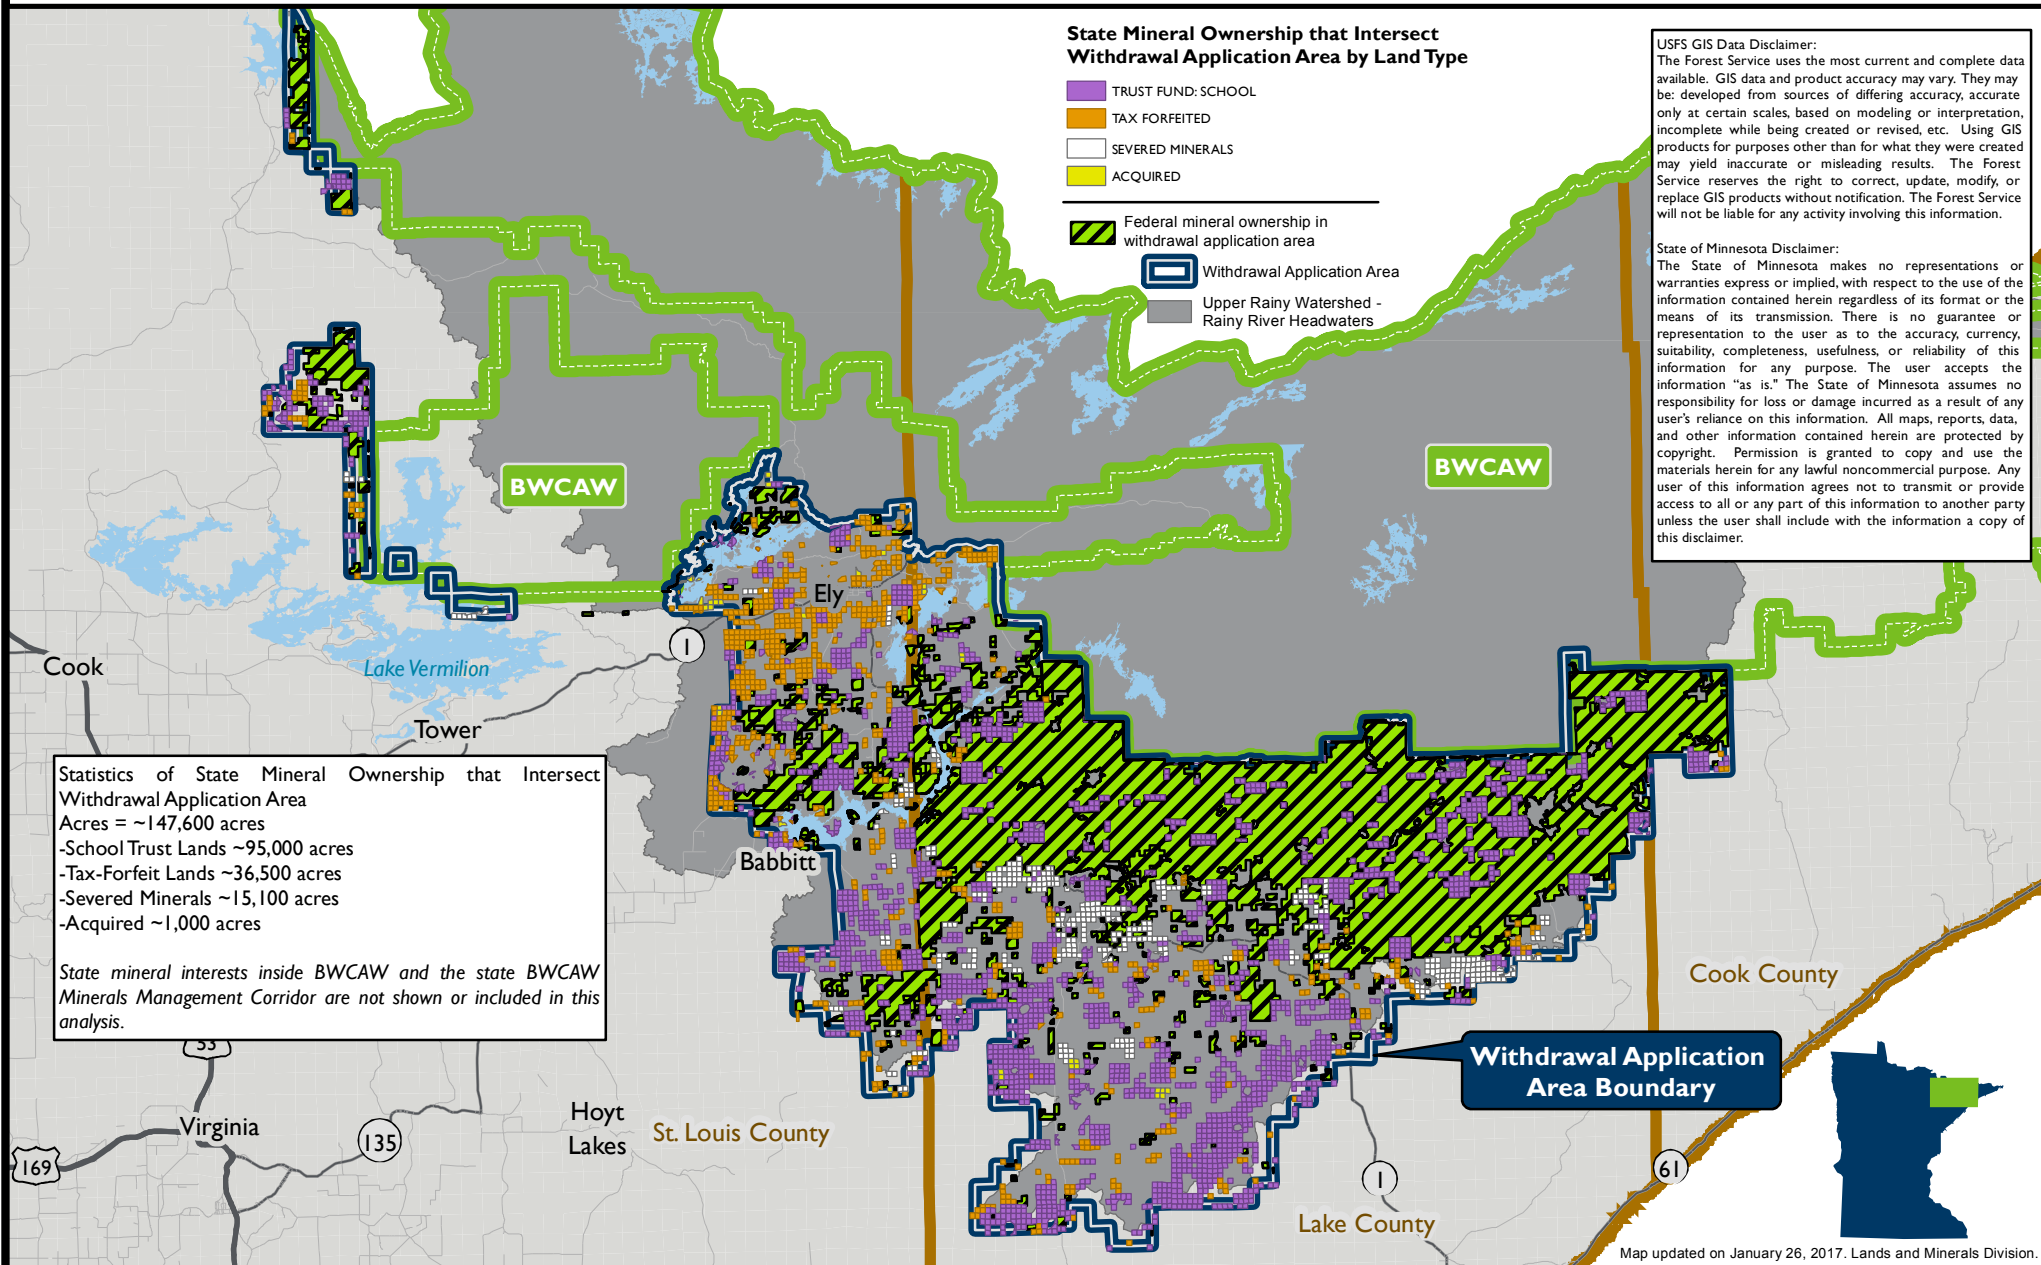 State Mineral Ownership that Intersect
Withdrawal Application Area by Land Type
TRUST FUND: SCHOOL
TAX FORFEITED
SEVERED MINERALS
ACQUIRED
Federal mineral ownership in
withdrawal application area
Withdrawal Application Area
Upper Rainy Watershed -
Rainy River Headwaters
USFS GIS Data Disclaimer:
The Forest Service uses the most current and complete data
available. GIS data and product accuracy may vary. They may
be: developed from sources of differing accuracy, accurate
only at certain scales, based on modeling or interpretation,
incomplete while being created or revised, etc. Using GIS
products for purposes other than for what they were created
may yield inaccurate or misleading results. The Forest
Service reserves the right to correct, update, modify, or
replace GIS products without notification. The Forest Service
will not be liable for any activity involving this information.
State of Minnesota Disclaimer:
The State of Minnesota makes no representations or
warranties express or implied, with respect to the use of the
information contained herein regardless of its format or the
means of its transmission. There is no guarantee or
representation to the user as to the accuracy, currency,
suitability, completeness, usefulness, or reliability of this
information for any purpose. The user accepts the
information “as is." The State of Minnesota assumes no
responsibility for loss or damage incurred as a result of any
user's reliance on this information. All maps, reports, data,
and other information contained herein are protected by
copyright. Permission is granted to copy and use the
materials herein for any lawful noncommercial purpose. Any
user of this information agrees not to transmit or provide
access to all or any part of this information to another party
unless the user shall include with the information a copy of
this disclaimer.
BWCAW
BWCAW
Ely
1
Cook
Lake Vermilion
Tower
Statistics of State Mineral Ownership that Intersect
Withdrawal Application Area
Acres = ~147,600 acres
-School Trust Lands ~95,000 acres
-Tax-Forfeit Lands ~36,500 acres
-Severed Minerals ~15,100 acres
-Acquired ~1,000 acres
State mineral interests inside BWCAW and the state BWCAW
Minerals Management Corridor are not shown or included in this
analysis.
Babbitt
Cook County
53
Withdrawal Application
Area Boundary
Hoyt
Lakes
Virginia
St. Louis County
135
169
1
61
Lake County
Map updated on January 26, 2017. Lands and Minerals Division.